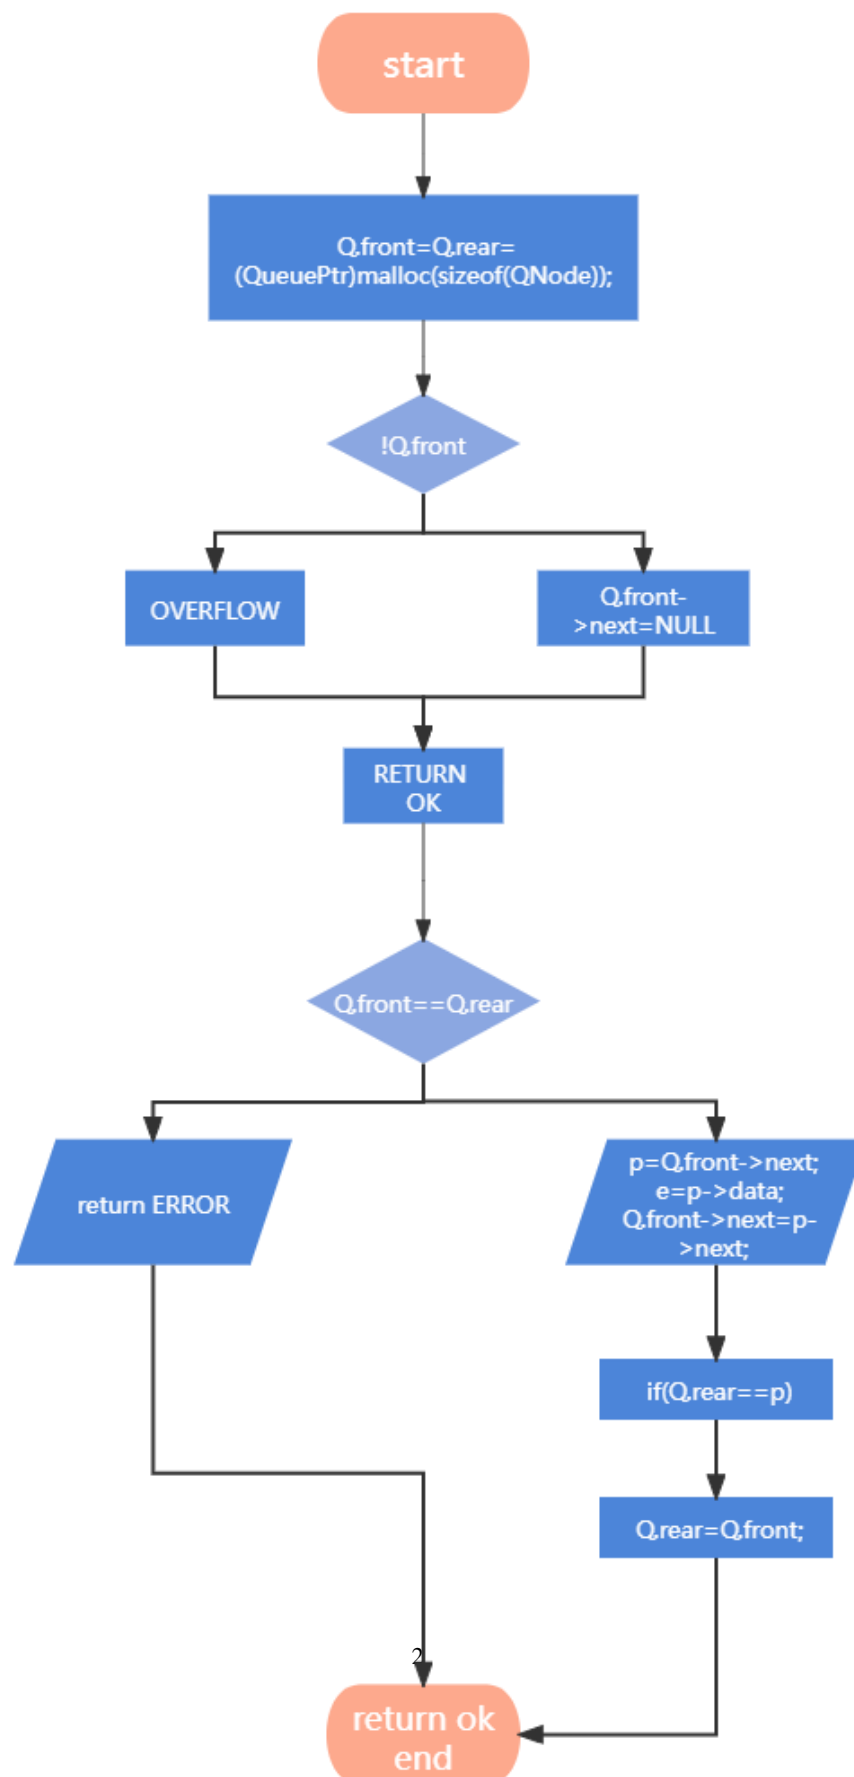 start
Q.front=Q.rear=
(QueuePtr)malloc(sizeof(QNode));
!Q.front
OVERFLOW
Q.front-
>next=NULL
RETURN
OK
Q.front==Q.rear
return ERROR
p=Q.front->next;
e=p->data;
Q.front->next=p-
>next;
if(Q.rear==p)
Q.rear=Q.front;
2
return ok
end